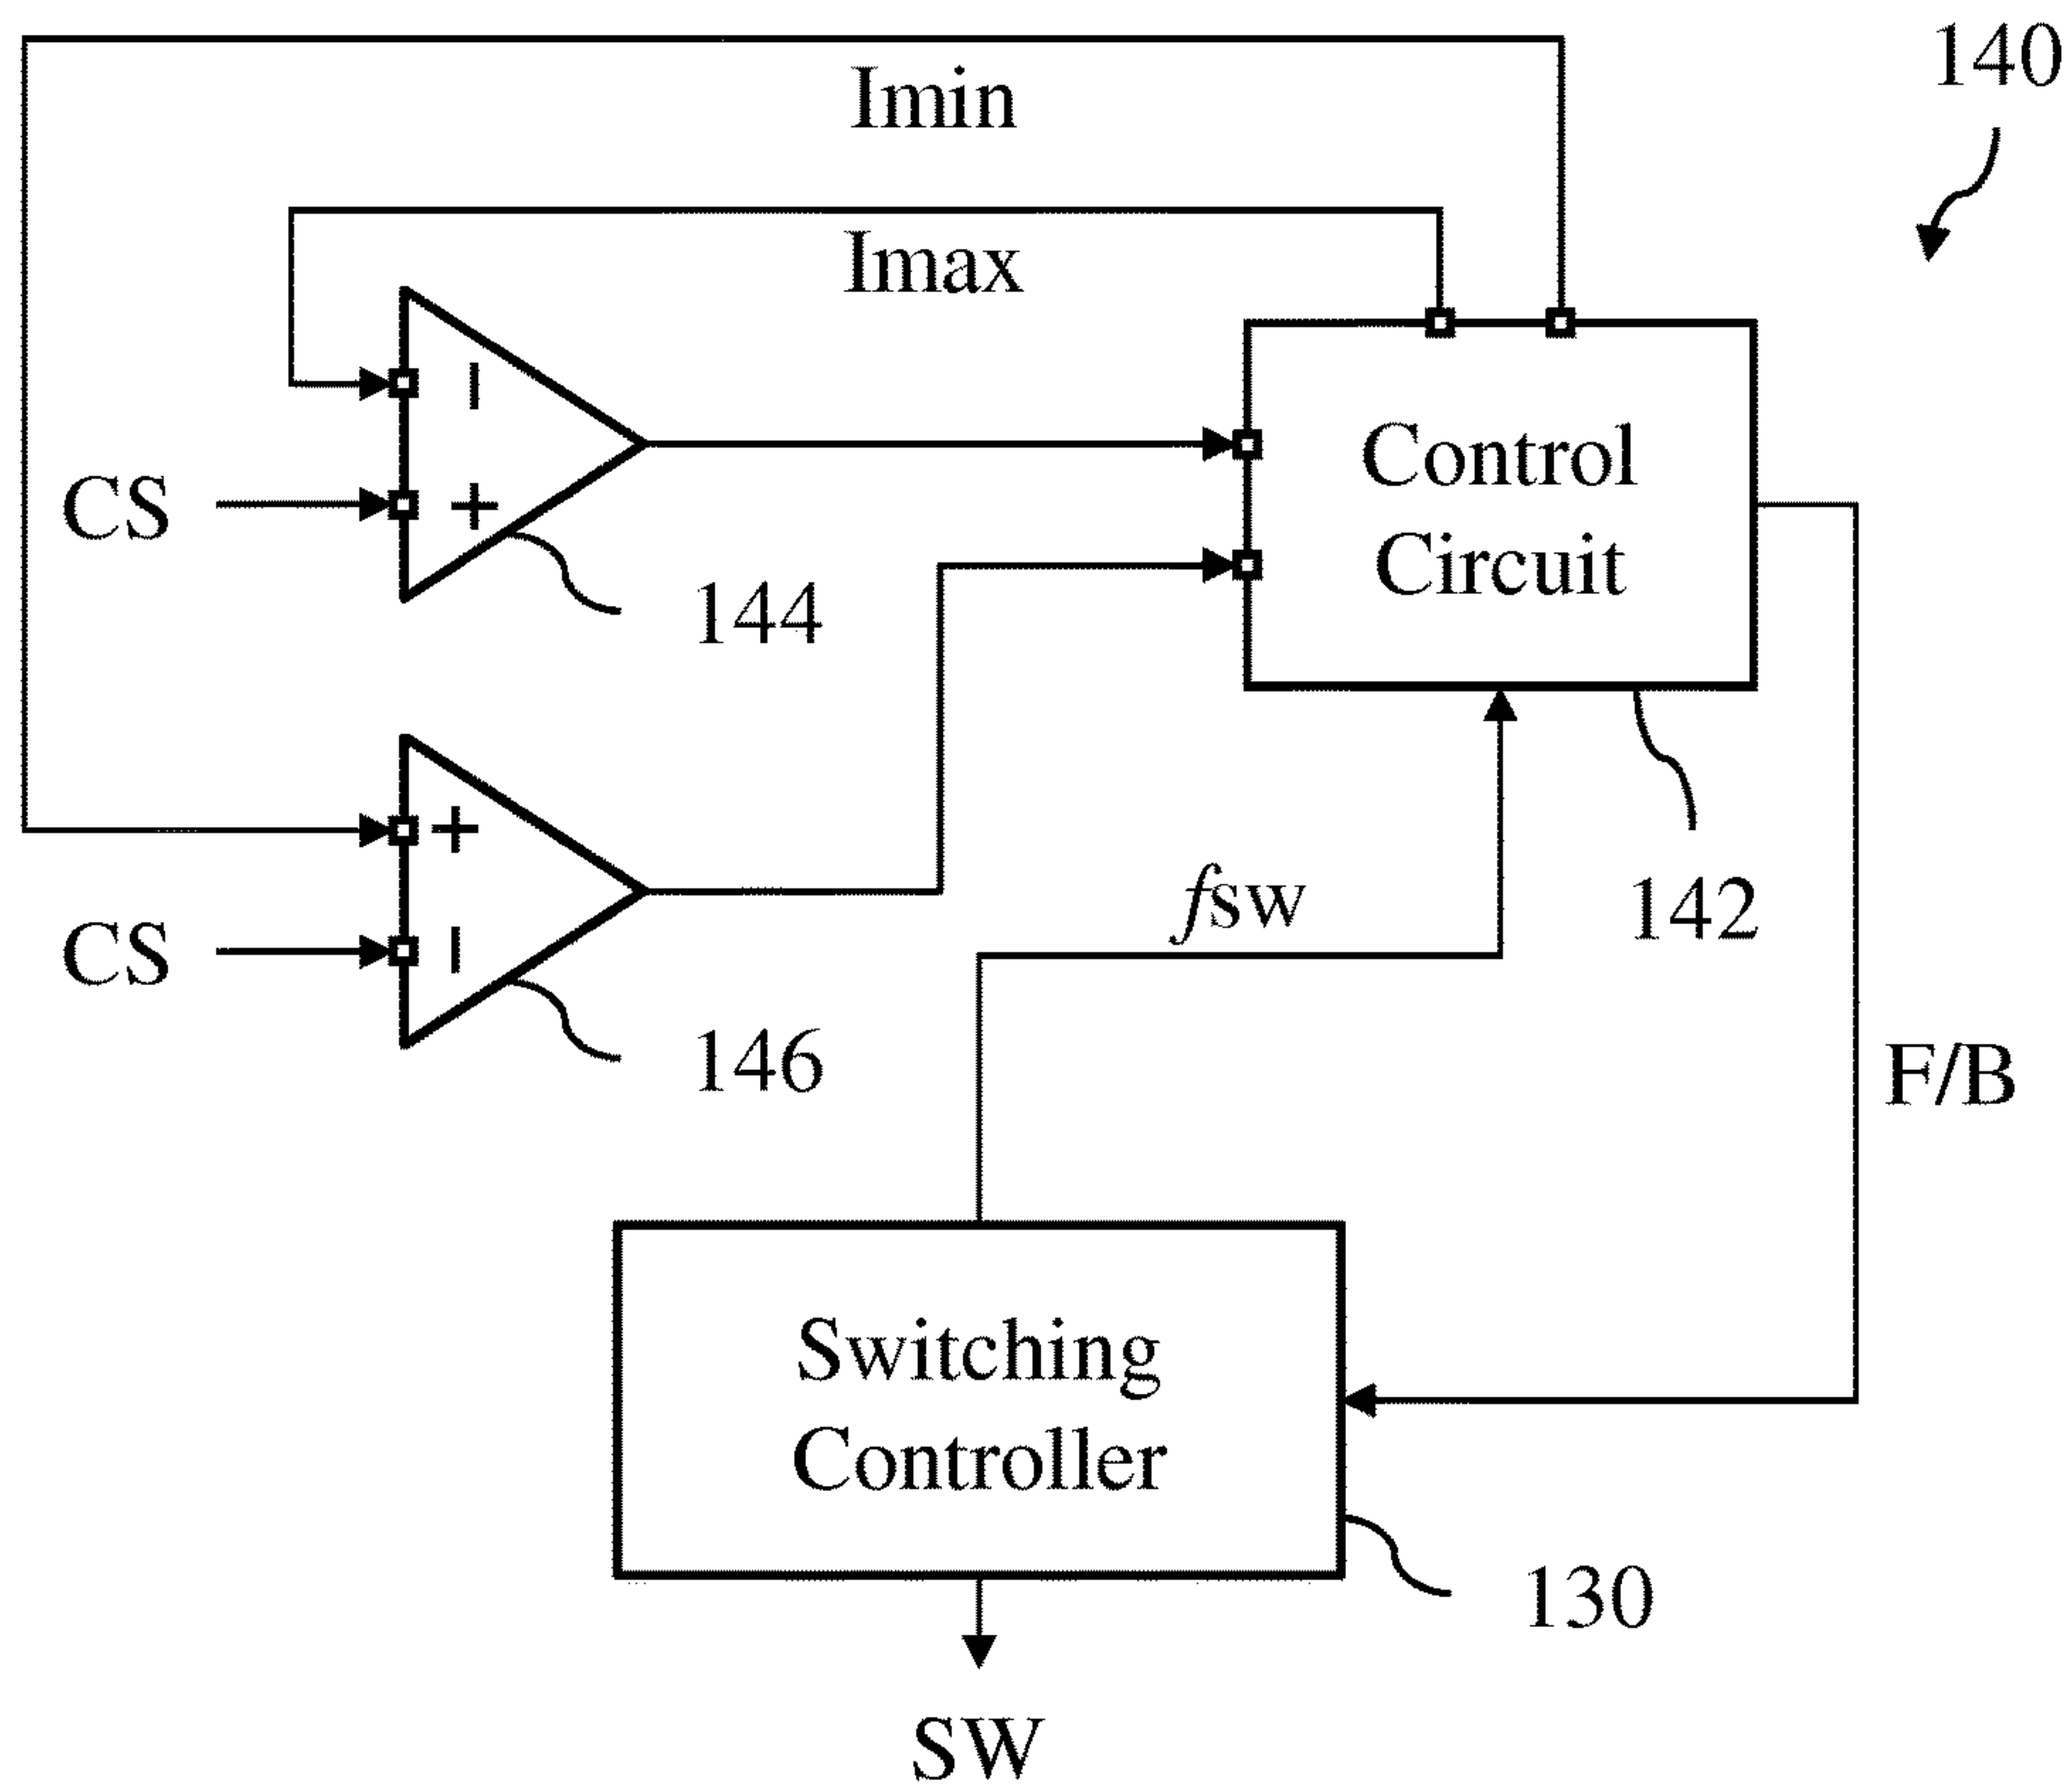 140
Imin
Imax
−
CS
+
144
Control
Circuit
142
+
CS
−
146
fsw
F/B
Switching
Controller
130
SW